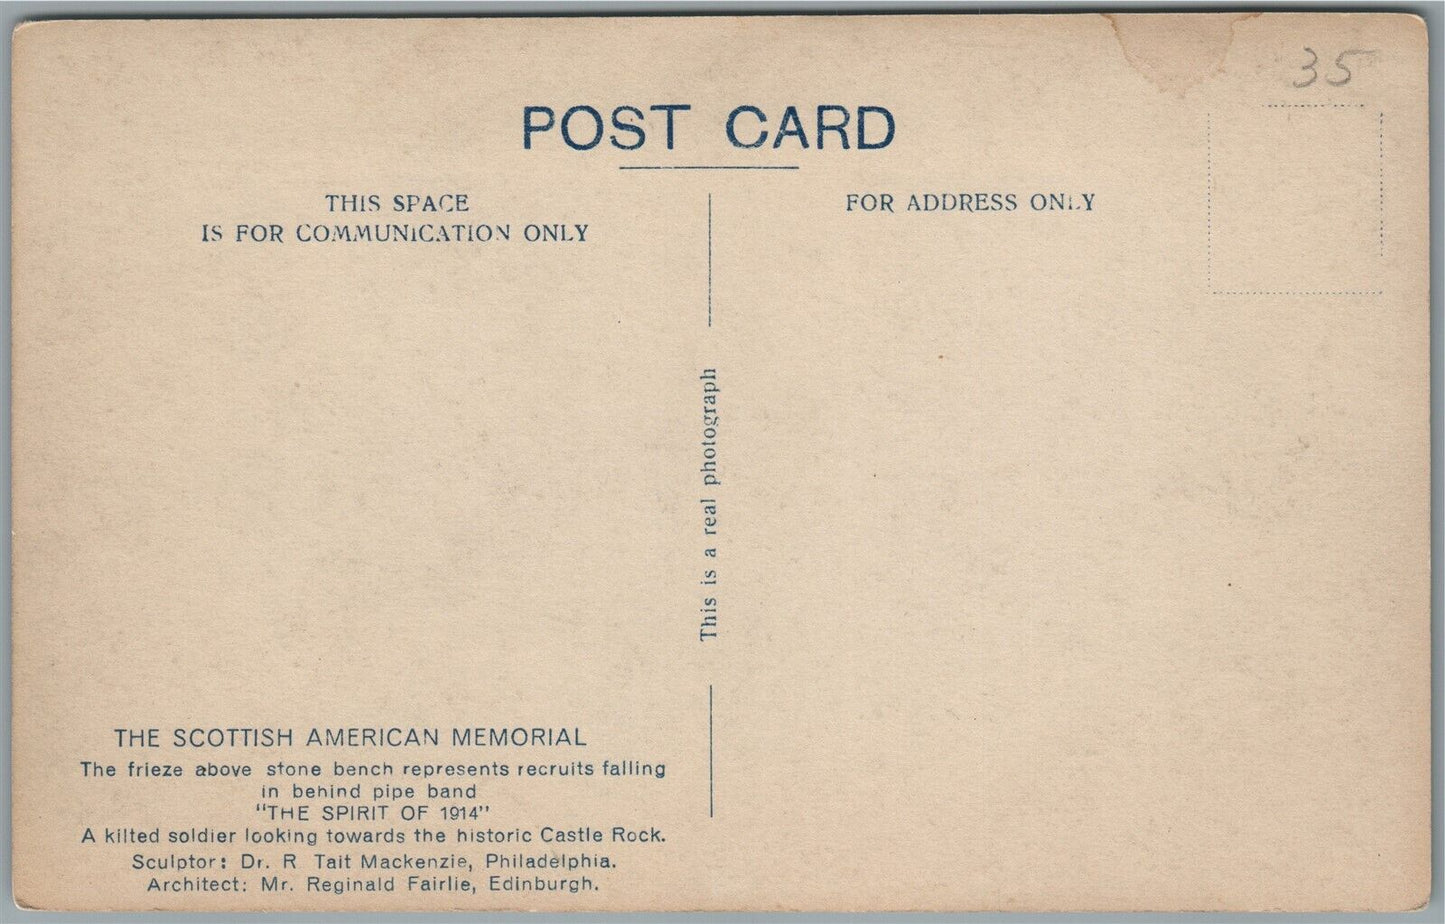 35
POST CARD
THIS SPACE
IS FOR COMMUNICATION ONLY
FOR ADDRESS ONLY
This is a real photograph
THE SCOTTISH AMERICAN MEMORIAL
The frieze above stone bench represents recruits falling
in behind pipe band
"THE SPIRIT OF 1914"
A kilted soldier looking towards the historic Castle Rock.
Sculptor: Dr. R Tait Mackenzie, Philadelphia.
Architect: Mr. Reginald Fairlie, Edinburgh.